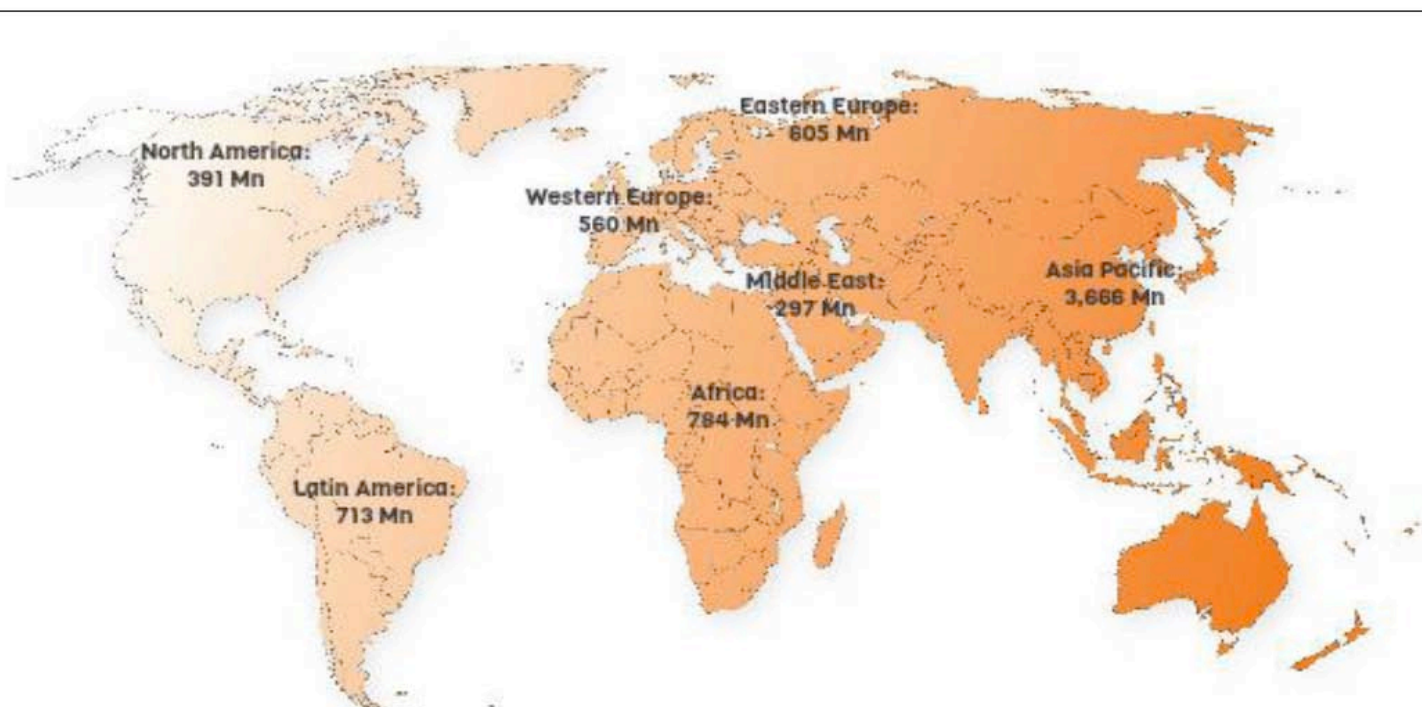 North America:
391 Mn
Eastern Europe:
605 Mn
Western Europe:
560 Mn
Middle East:
297 Mn
Asia Pacific:
3,666 Mn
Africa:
784 Mn
Latin America:
713 Mn